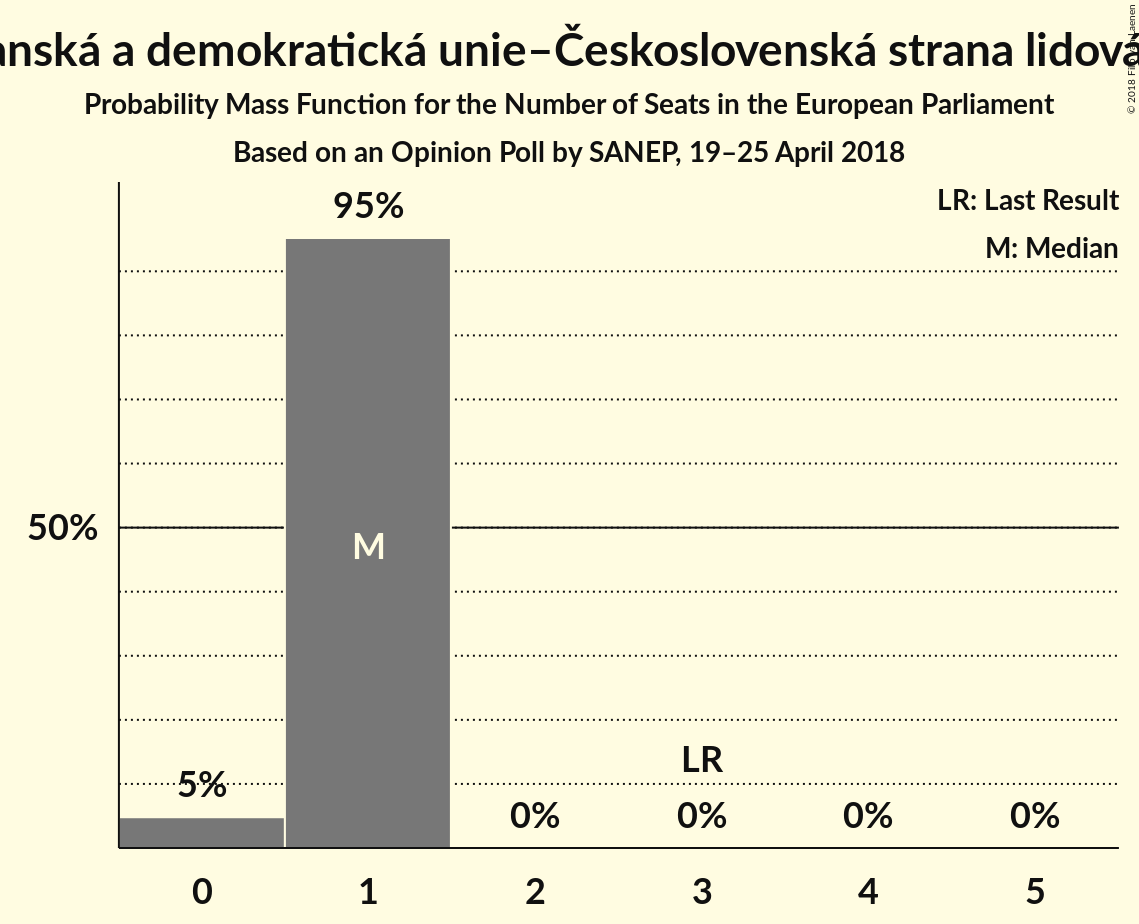 a demokratická unie–Československá strana
Probability Mass Function for the Number of Seats in the European Parliament
Based on an Opinion Poll by SANEP, 19–25 April 2018
© 2018
LR: Last Result
M: Median
95%
50%
M
LR
5%
0%
0%
0%
0%
0
1
2
3
4
5